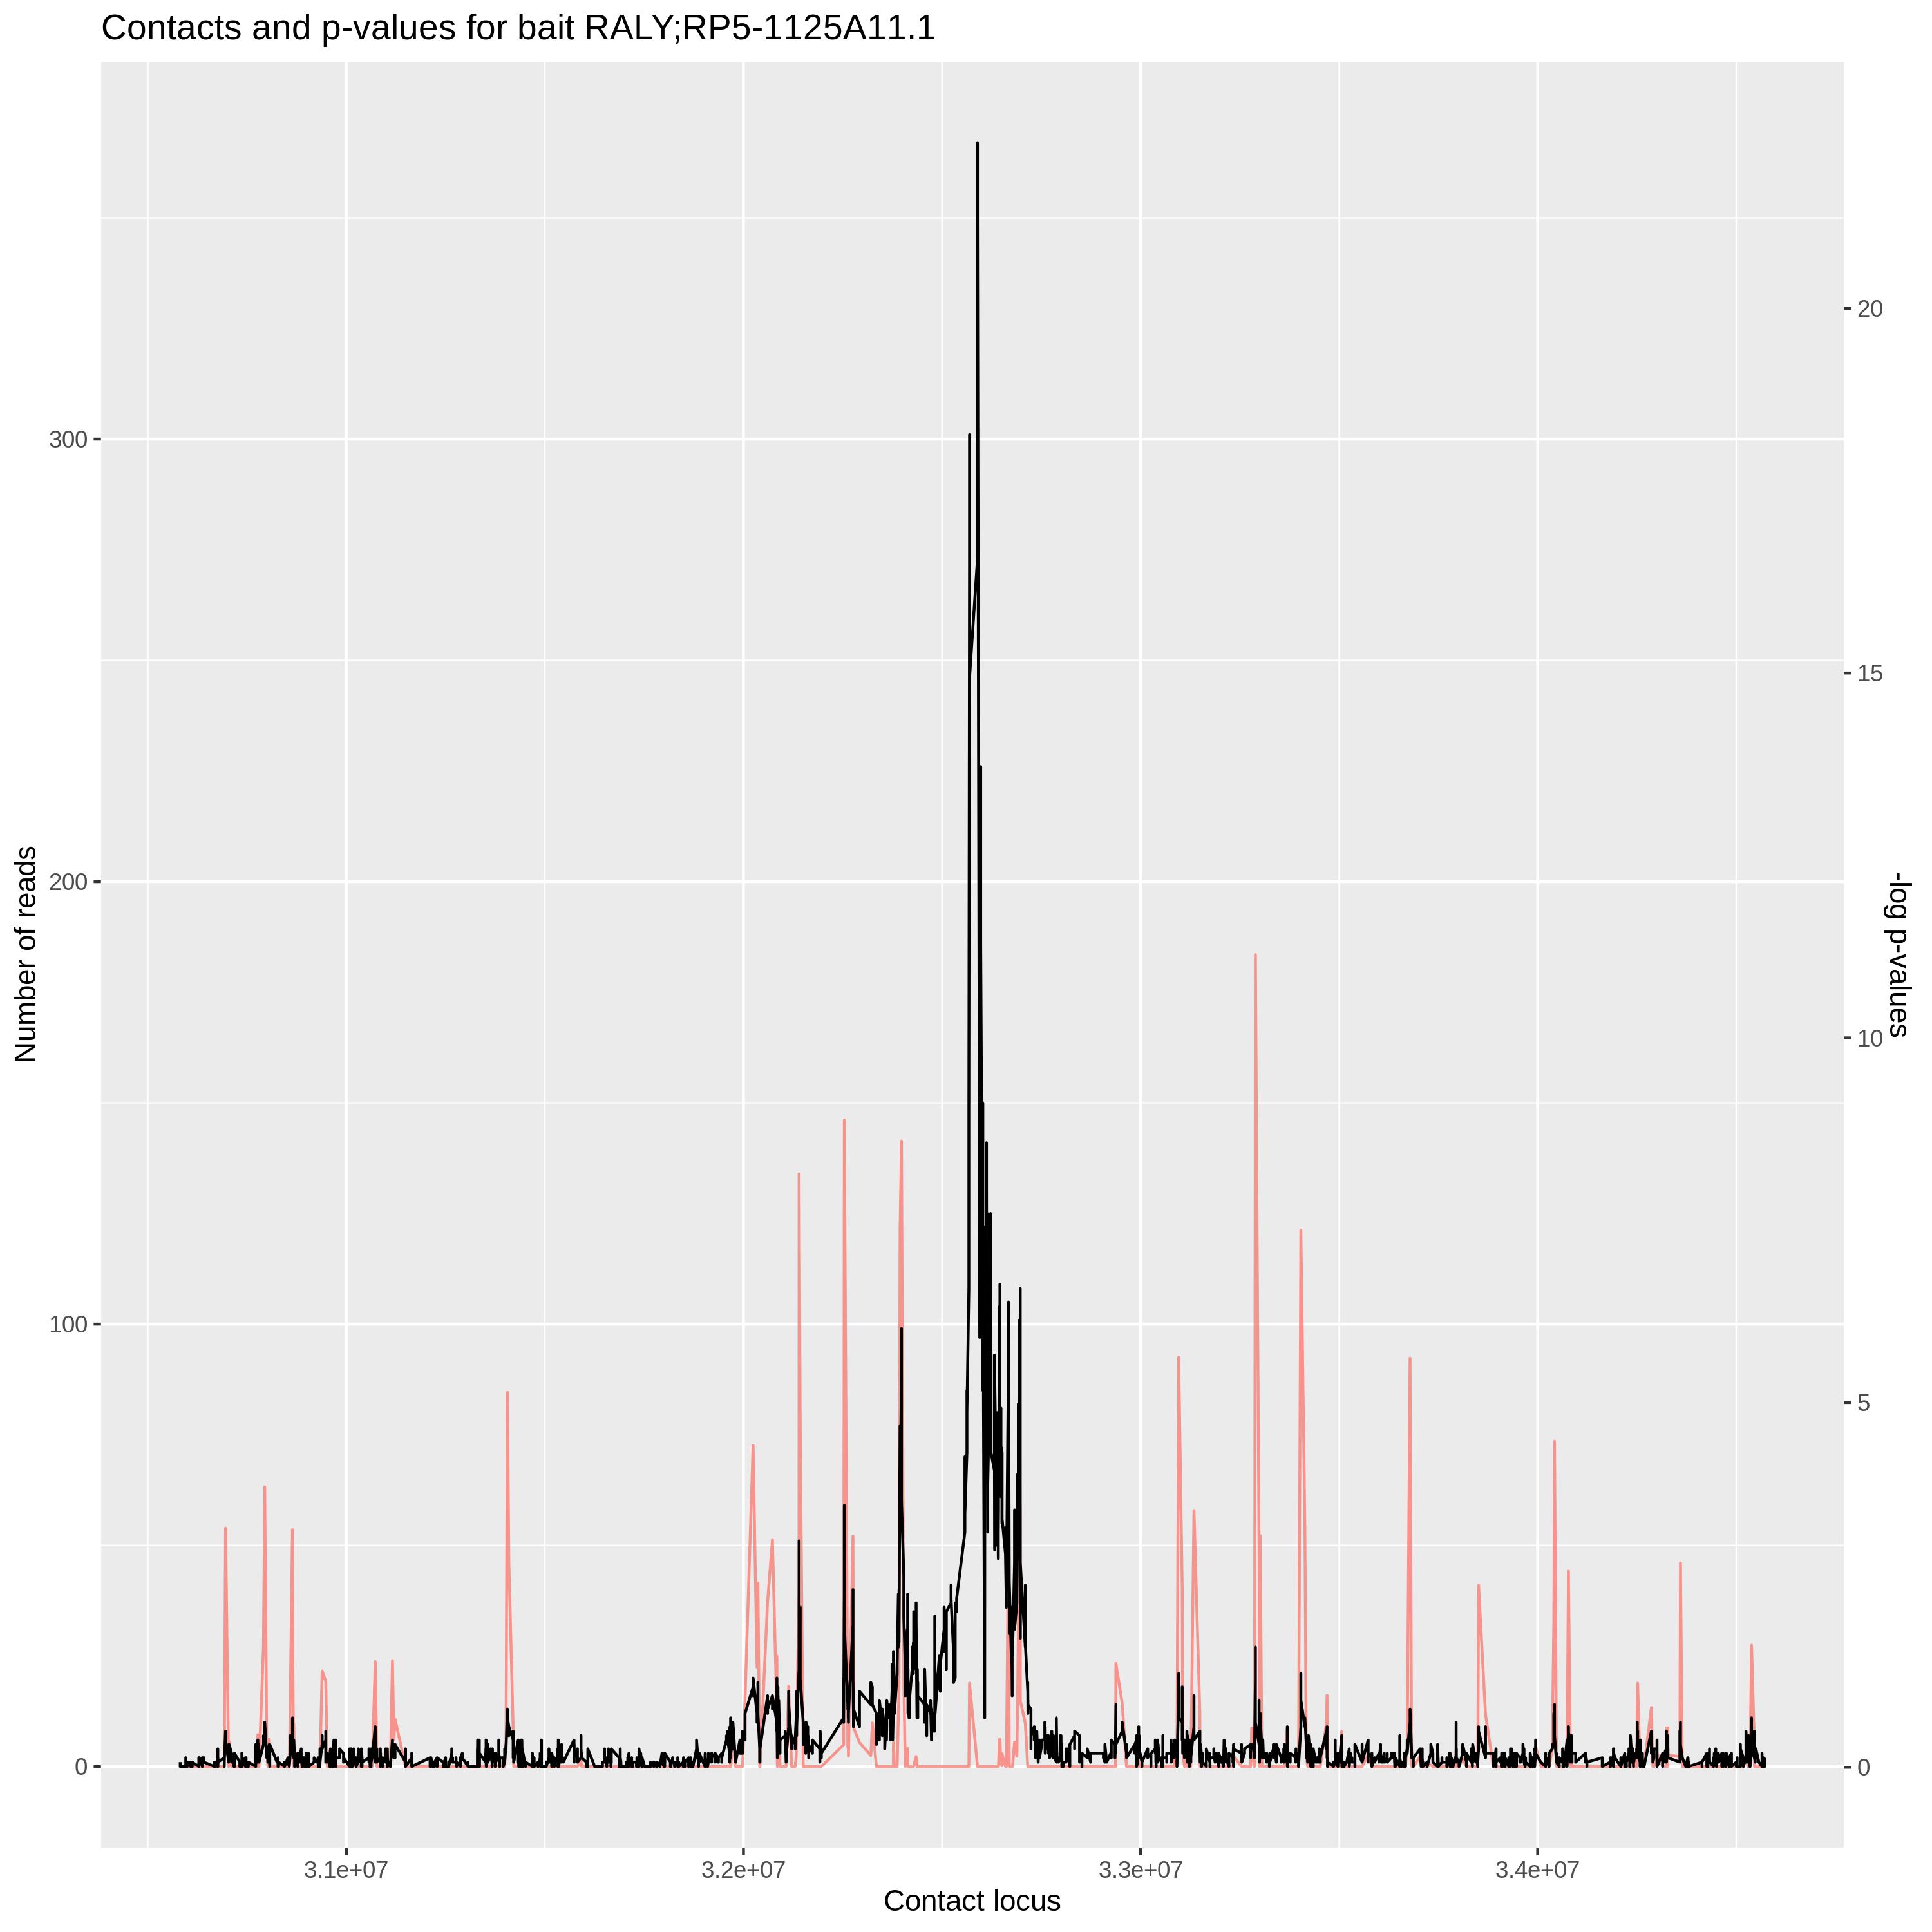 Contacts and p-values for bait RALY;RP5-1125A11.1
Number of reads
300
200
100
0
20
15
10
5
0
-log p-values
3.1e+07 3.2e+07 3.3e+07 3.4e+07
Contact locus